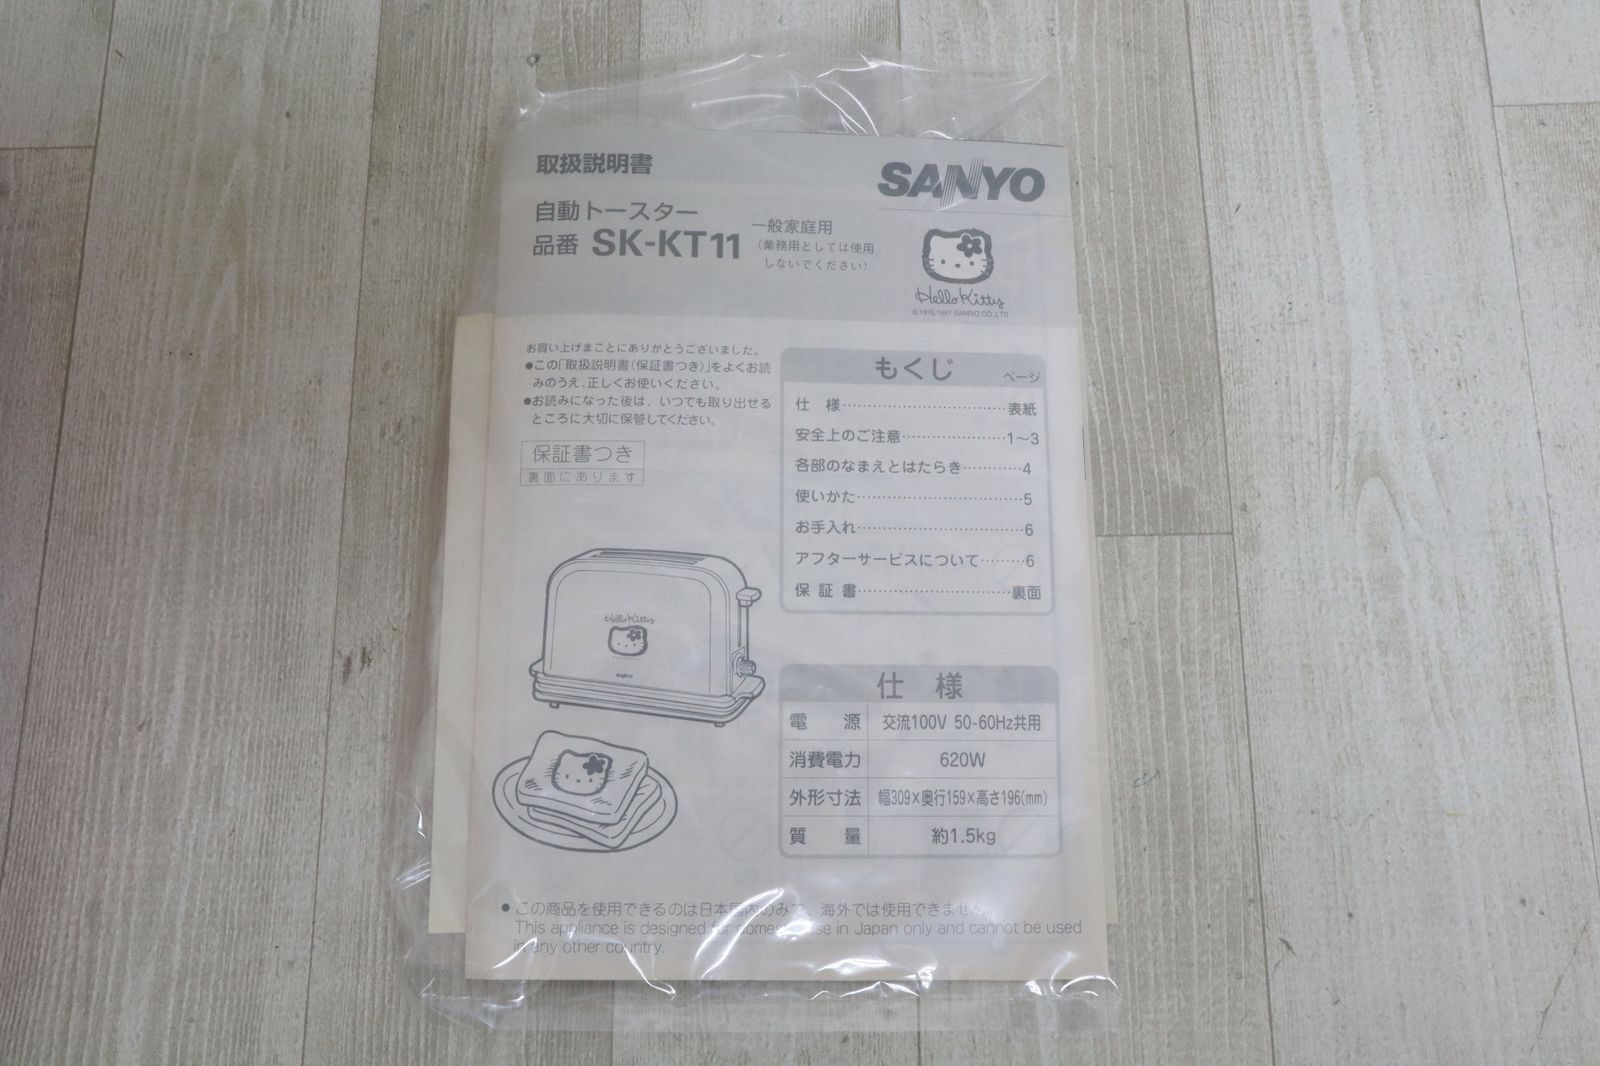 取扱説明書
SANYO
自動トースター
品番 SK-KT11
一般家庭用
(業務用としては使用
しないでください)
Hello Kitty
©1976,1997 SANRIO CO.,LTD
お買い上げまことにありがとうございました。
●この「取扱説明書(保証書つき)」をよくお読
みのうえ、正しくお使いください。
●お読みになった後は、いつでも取り出せる
ところに大切に保管してください。
保証書つき
裏面にあります
もくじ ページ
仕様……………………………表紙
安全上のご注意…………………1〜3
各部のなまえとはたらき…………4
使いかた……………………………5
お手入れ……………………………6
アフターサービスについて………6
保証書……………………………裏面
Hello Kitty
SANYO
仕様
電源 交流100V 50-60Hz共用
消費電力 620W
外形寸法 幅309×奥行159×高さ196(mm)
質量 約1.5kg
● この商品を使用できるのは日本国内のみで、海外では使用できません。
This appliance is designed for domestic use in Japan only and cannot be used
in any other country.